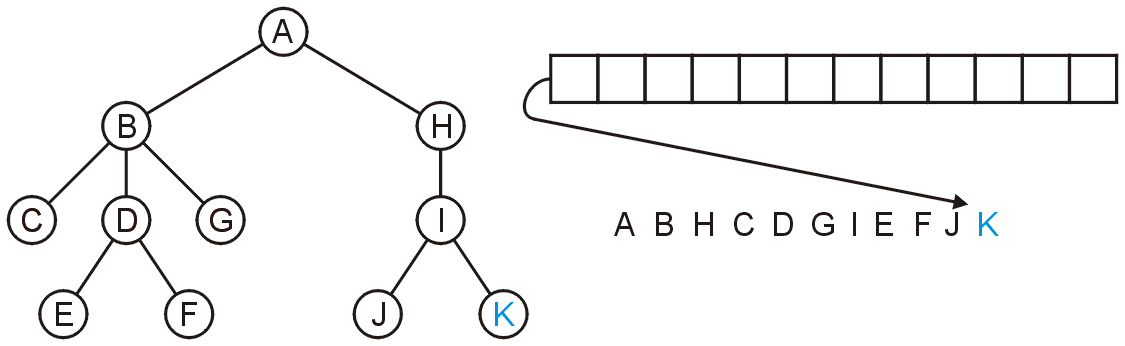 A
B H
C D G I
E F J K
A B H C D G I E F J K